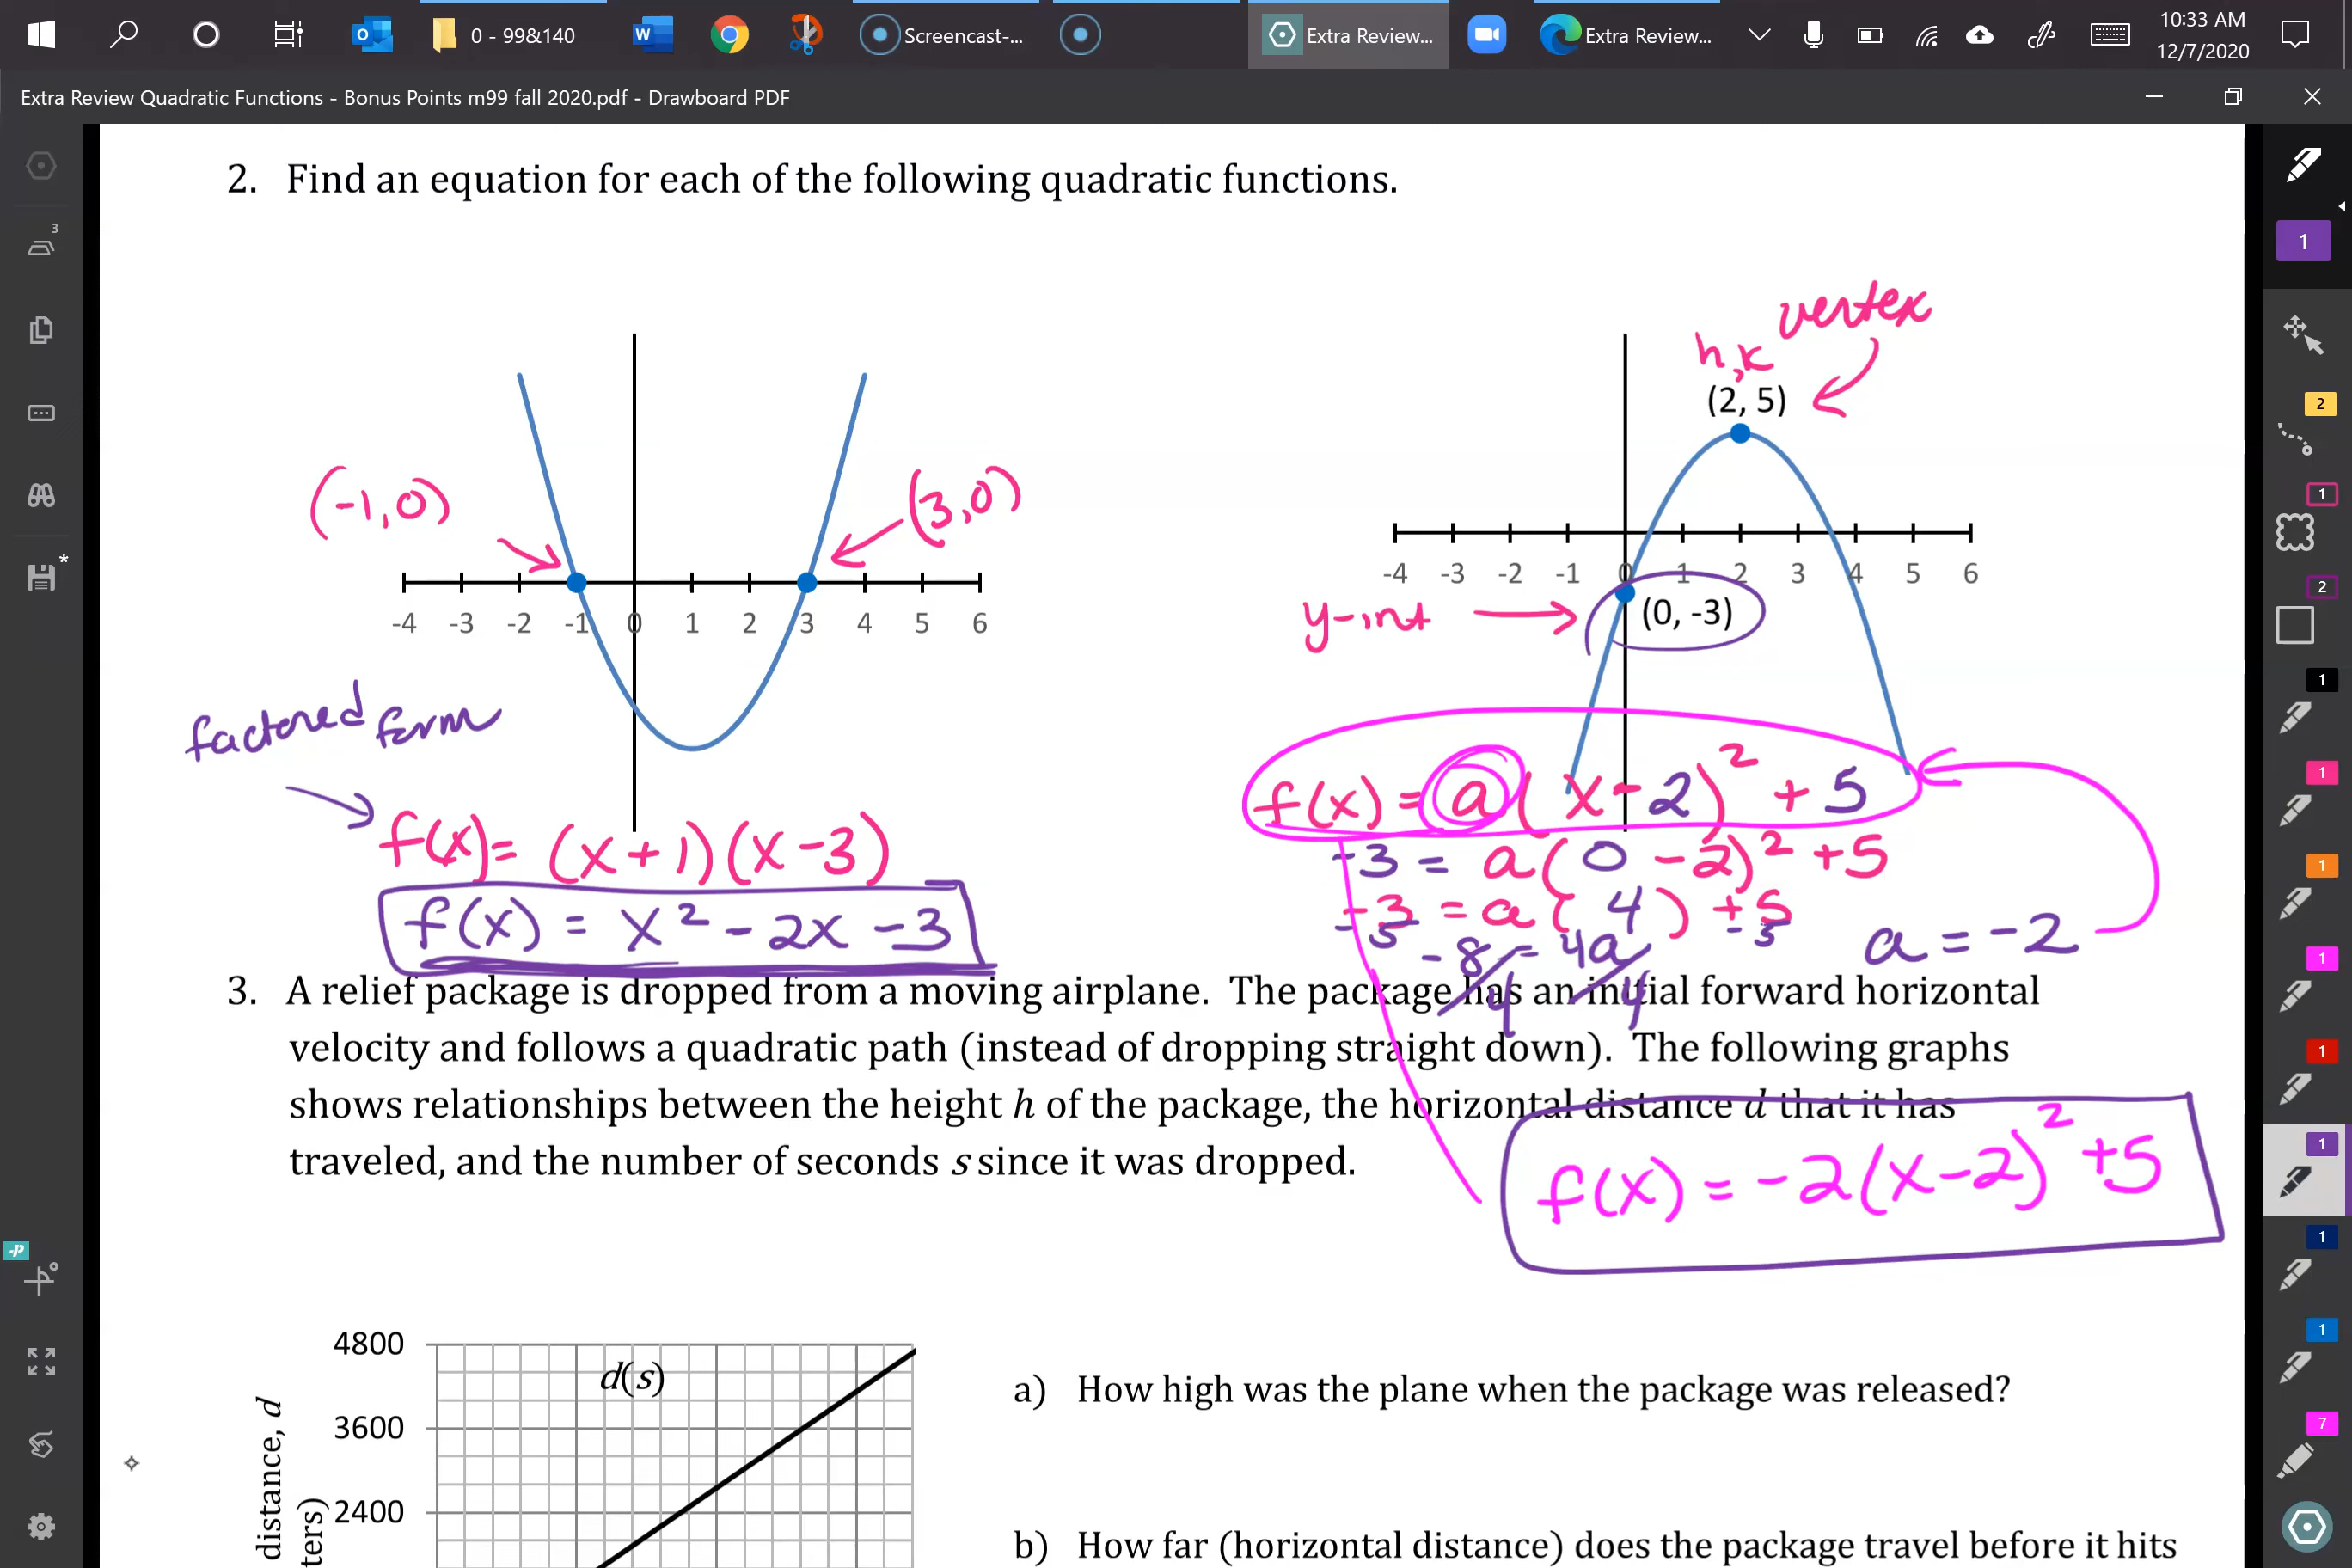 0 - 99&140
Screencast-...
Extra Review...
Extra Review...
10:33 AM
12/7/2020
Extra Review Quadratic Functions - Bonus Points m99 fall 2020.pdf - Drawboard PDF
2. Find an equation for each of the following quadratic functions.
vertex
h,k
(2, 5)
(-1,0)
(3,0)
-4 -3 -2 -1 0 1 2 3 4 5 6
-4 -3 -2 -1 0 1 2 3 4 5 6
y-int
(0, -3)
factored form
f(x)= (x+1)(x-3)
f(x) = x² - 2x - 3
f(x) = a(x-2)² + 5
-3 = a(0-2)² +5
-3 = a(4) +5
-5 -5
-8 = 4a
4 4
a = -2
3. A relief package is dropped from a moving airplane. The package has an initial forward horizontal
velocity and follows a quadratic path (instead of dropping straight down). The following graphs
shows relationships between the height h of the package, the horizontal distance d that it has
traveled, and the number of seconds s since it was dropped.
f(x) = -2(x-2)² +5
4800
3600
2400
d(s)
distance, d
ters)
a) How high was the plane when the package was released?
b) How far (horizontal distance) does the package travel before it hits